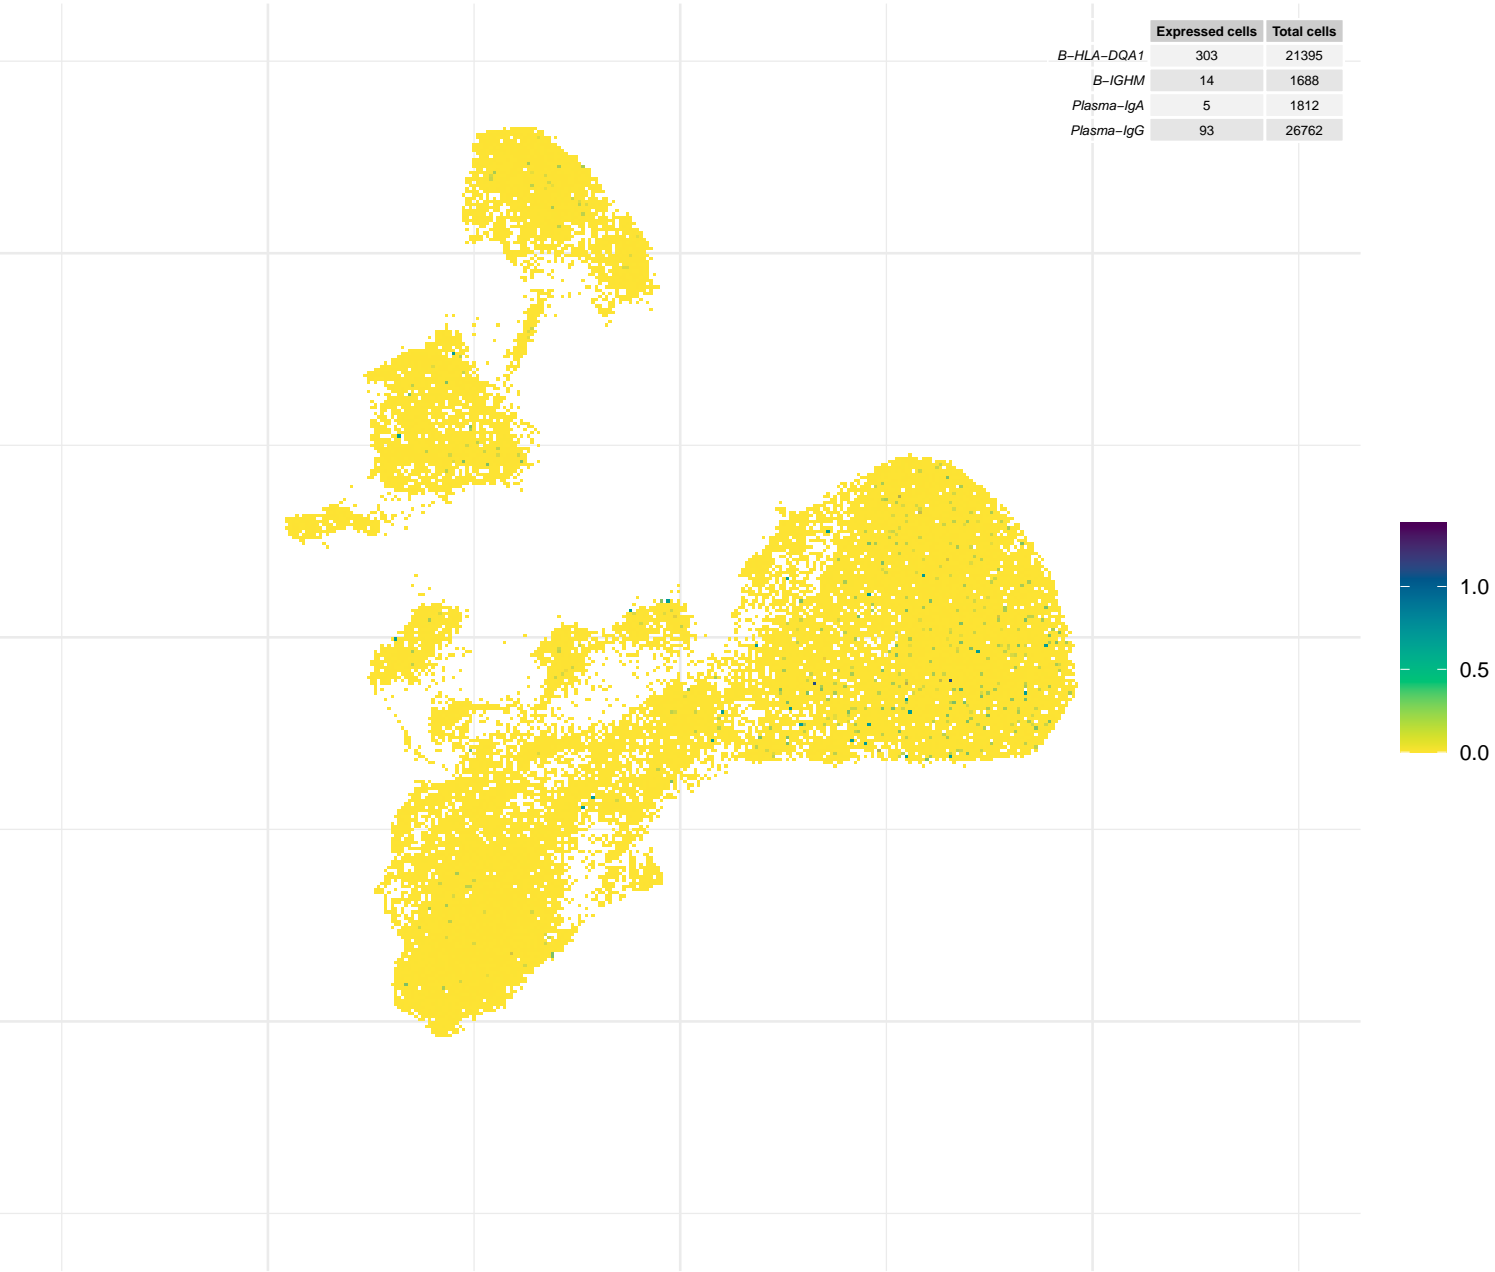 Expressed cells Total cells
B−HLA−DQA1 303 21395
B−IGHM 14 1688
Plasma−IgA 5 1812
Plasma−IgG 93 26762
1.0
0.5
0.0